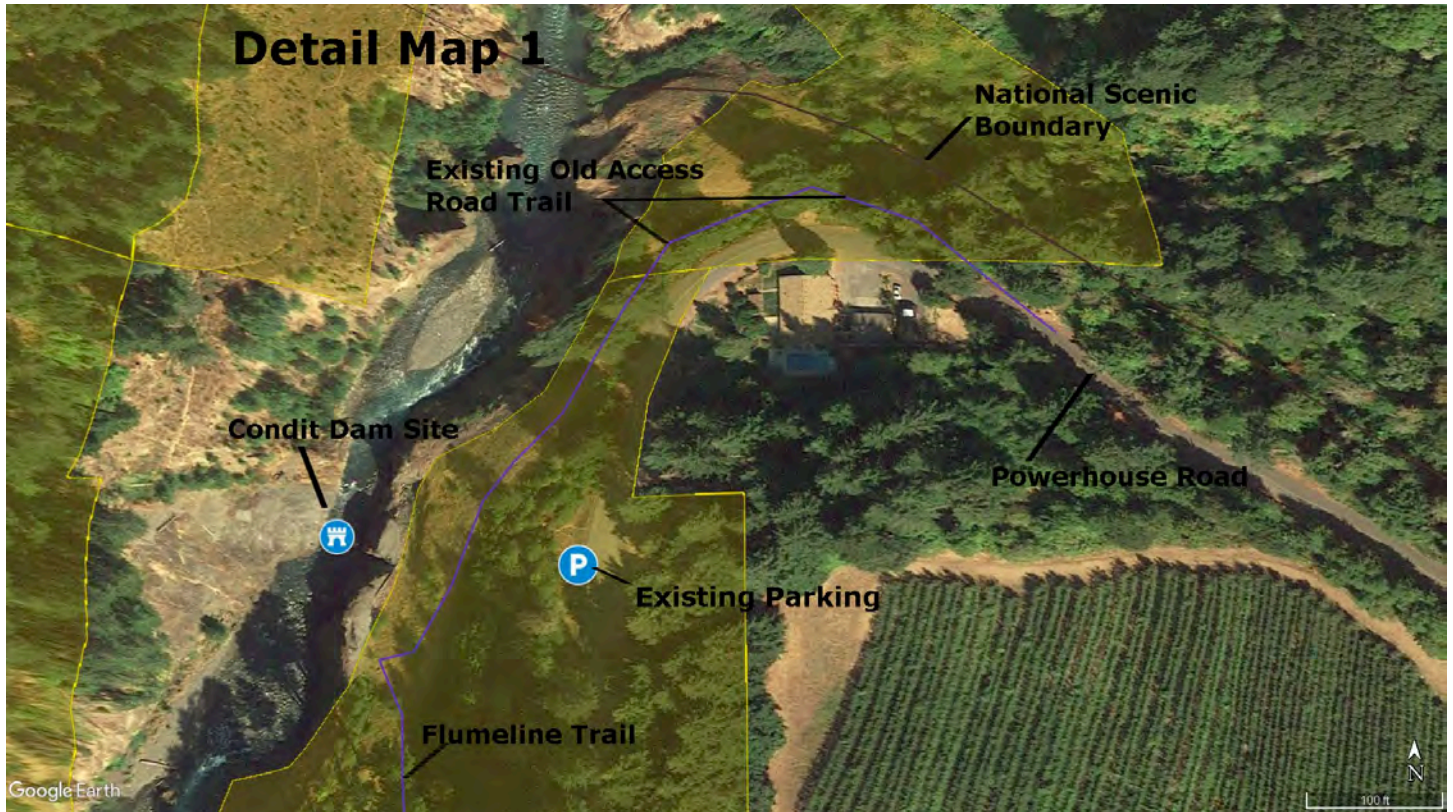 Detail Map 1
National Scenic
Boundary
Existing Old Access
Road Trail
Condit Dam Site
Powerhouse Road
P
Existing Parking
Flumeline Trail
N
Google Earth
100 ft